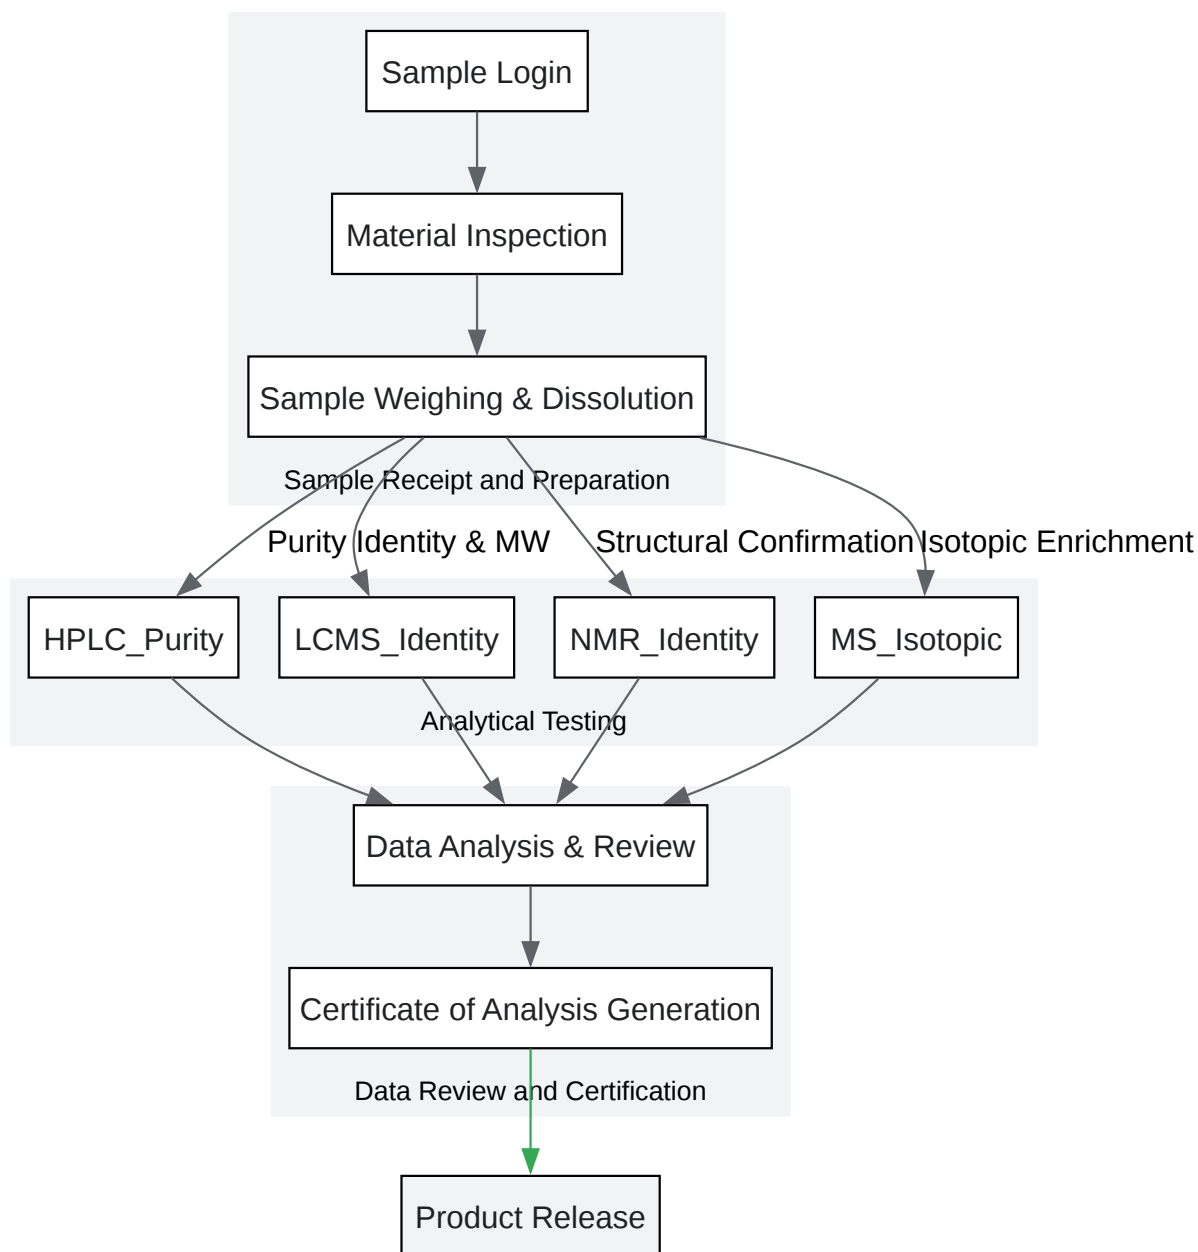 Sample Login
Material Inspection
Sample Weighing & Dissolution
Sample Receipt and Preparation
Purity
Identity & MW
Structural Confirmation
Isotopic Enrichment
HPLC_Purity
LCMS_Identity
NMR_Identity
MS_Isotopic
Analytical Testing
Data Analysis & Review
Certificate of Analysis Generation
Data Review and Certification
Product Release